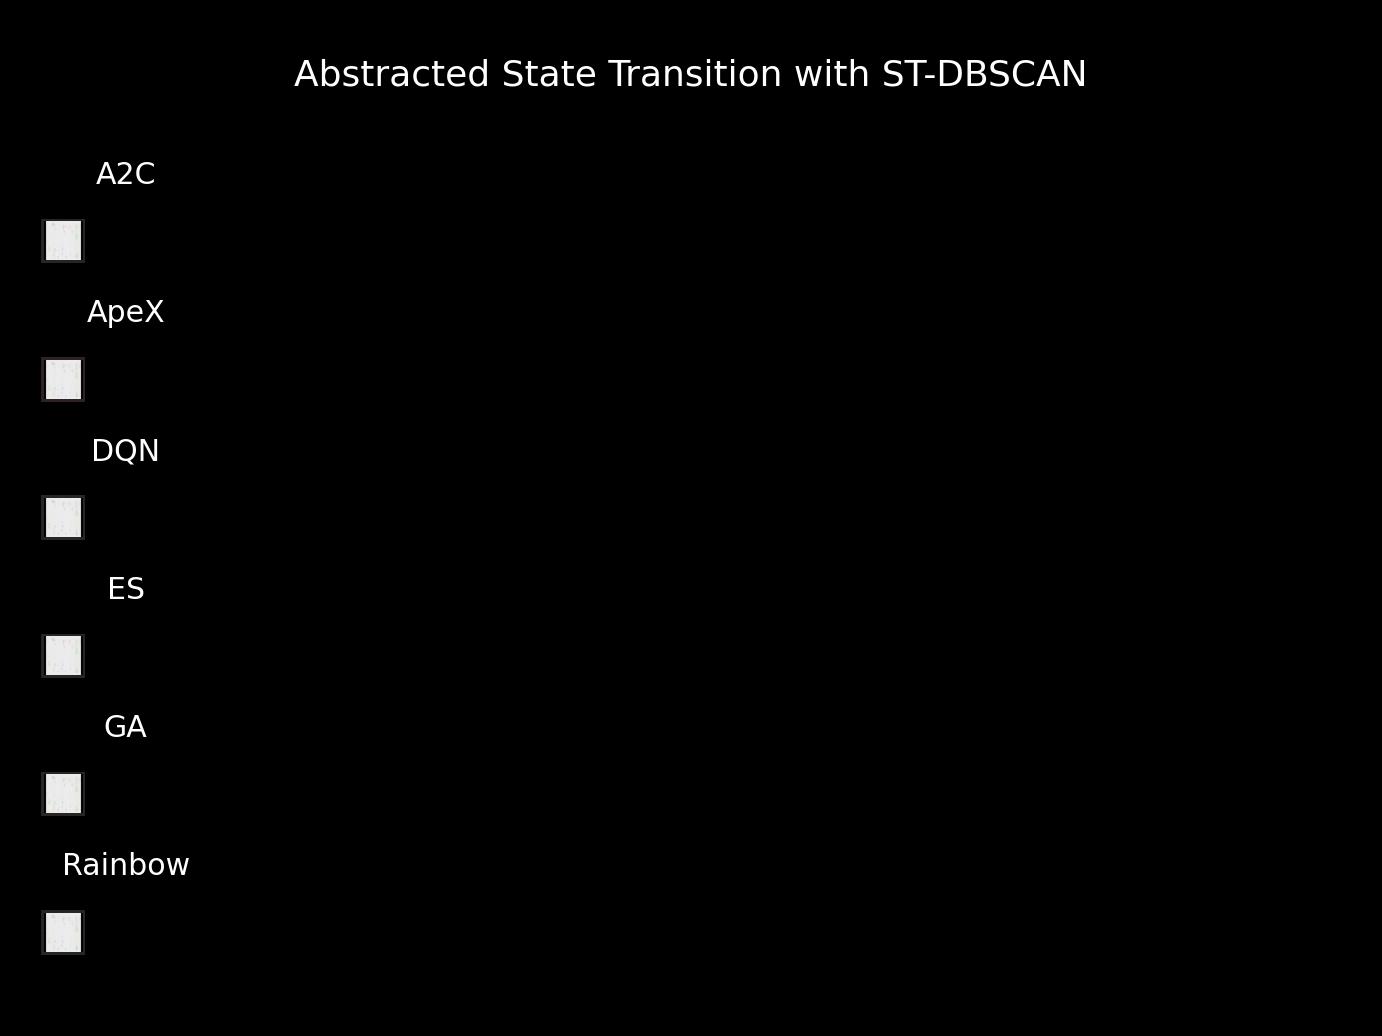 Abstracted State Transition with ST-DBSCAN
A2C
ApeX
DQN
ES
GA
Rainbow